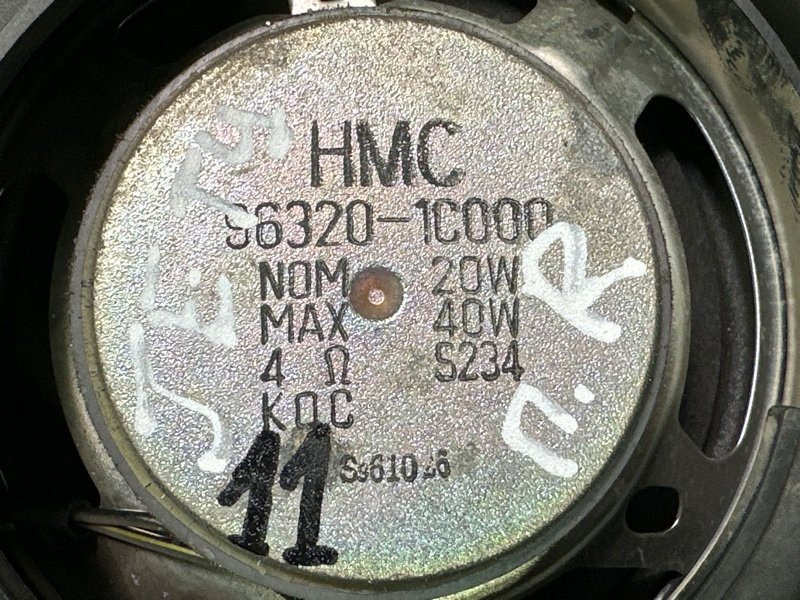 HMC
96320-1C000
NOM 20W
MAX 40W
4 Ω S234
KOC
11
П. R